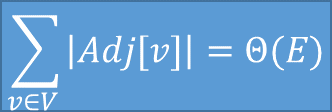 ∑_{v∈V} |Adj[v]| = Θ(E)